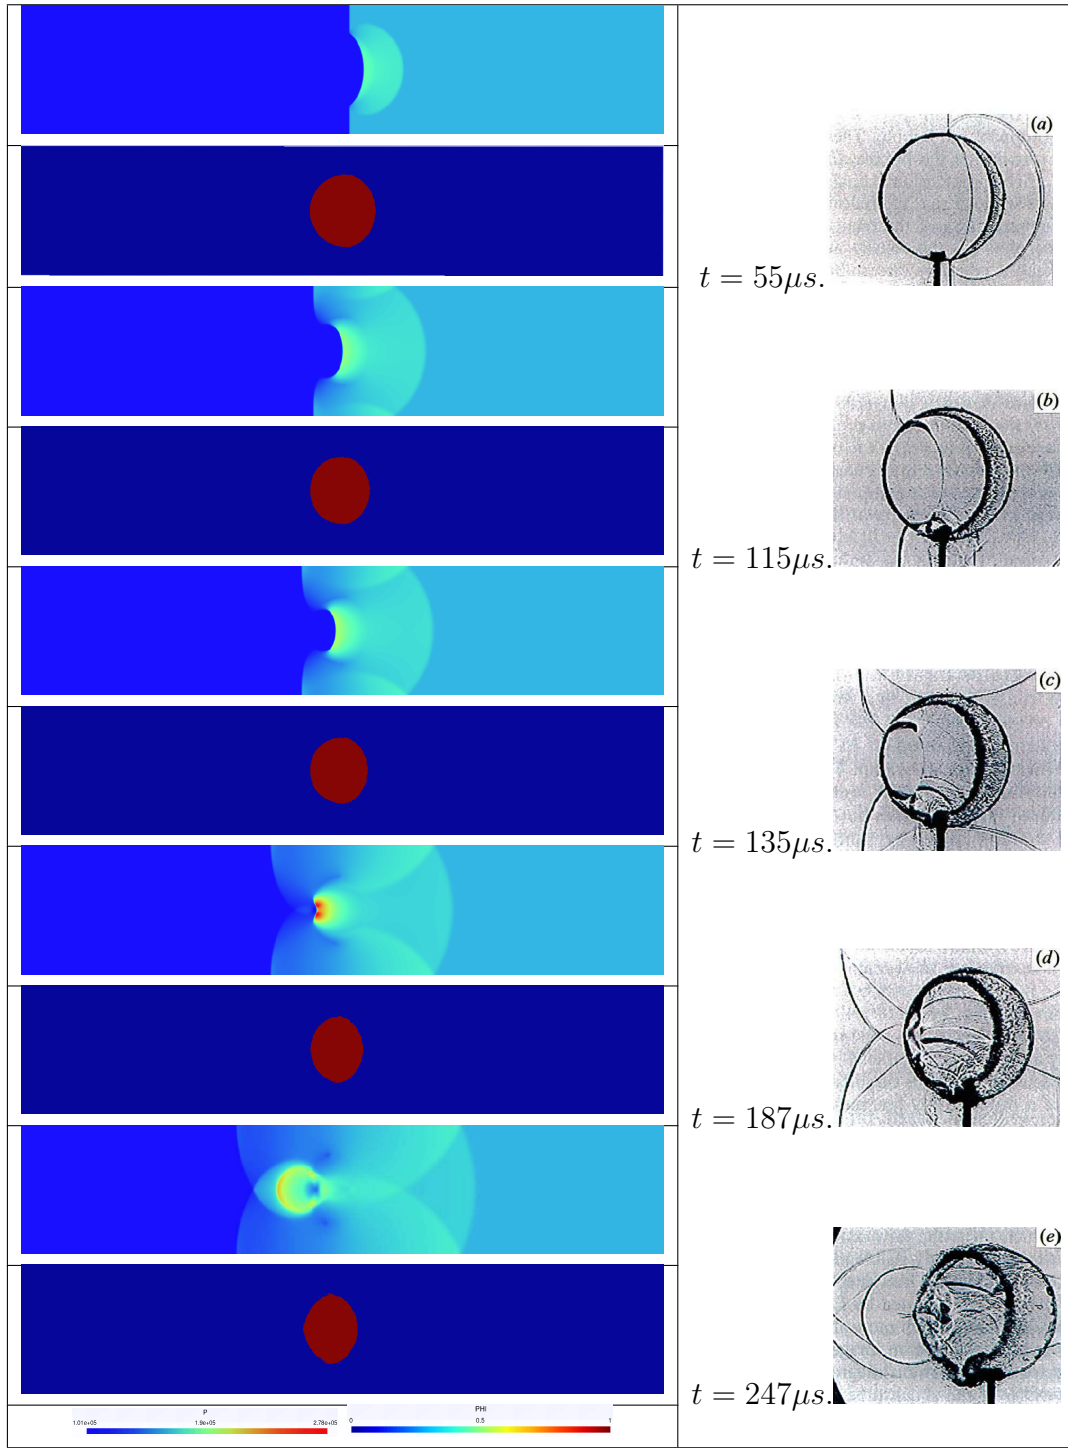 (a)
t = 55μs.
(b)
t = 115μs.
(c)
t = 135μs.
(d)
t = 187μs.
(e)
t = 247μs.
P
1.01e+05 1.9e+05 2.78e+05
PHI
0 0.5 1